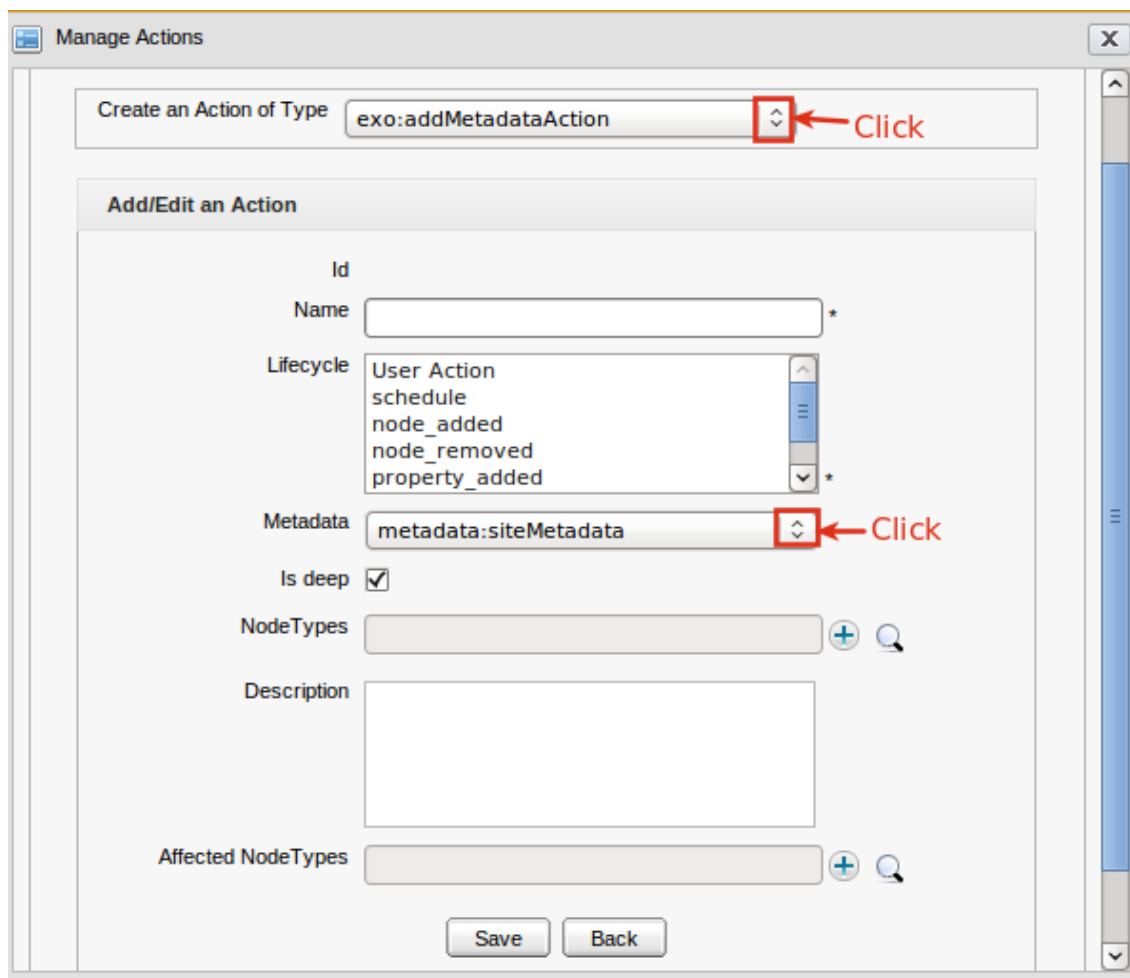 Manage Actions
X
Create an Action of Type exo:addMetadataAction Click
Add/Edit an Action
Id
Name *
Lifecycle User Action
schedule
node_added
node_removed
property_added *
Metadata metadata:siteMetadata Click
Is deep
NodeTypes
Description
Affected NodeTypes
Save Back